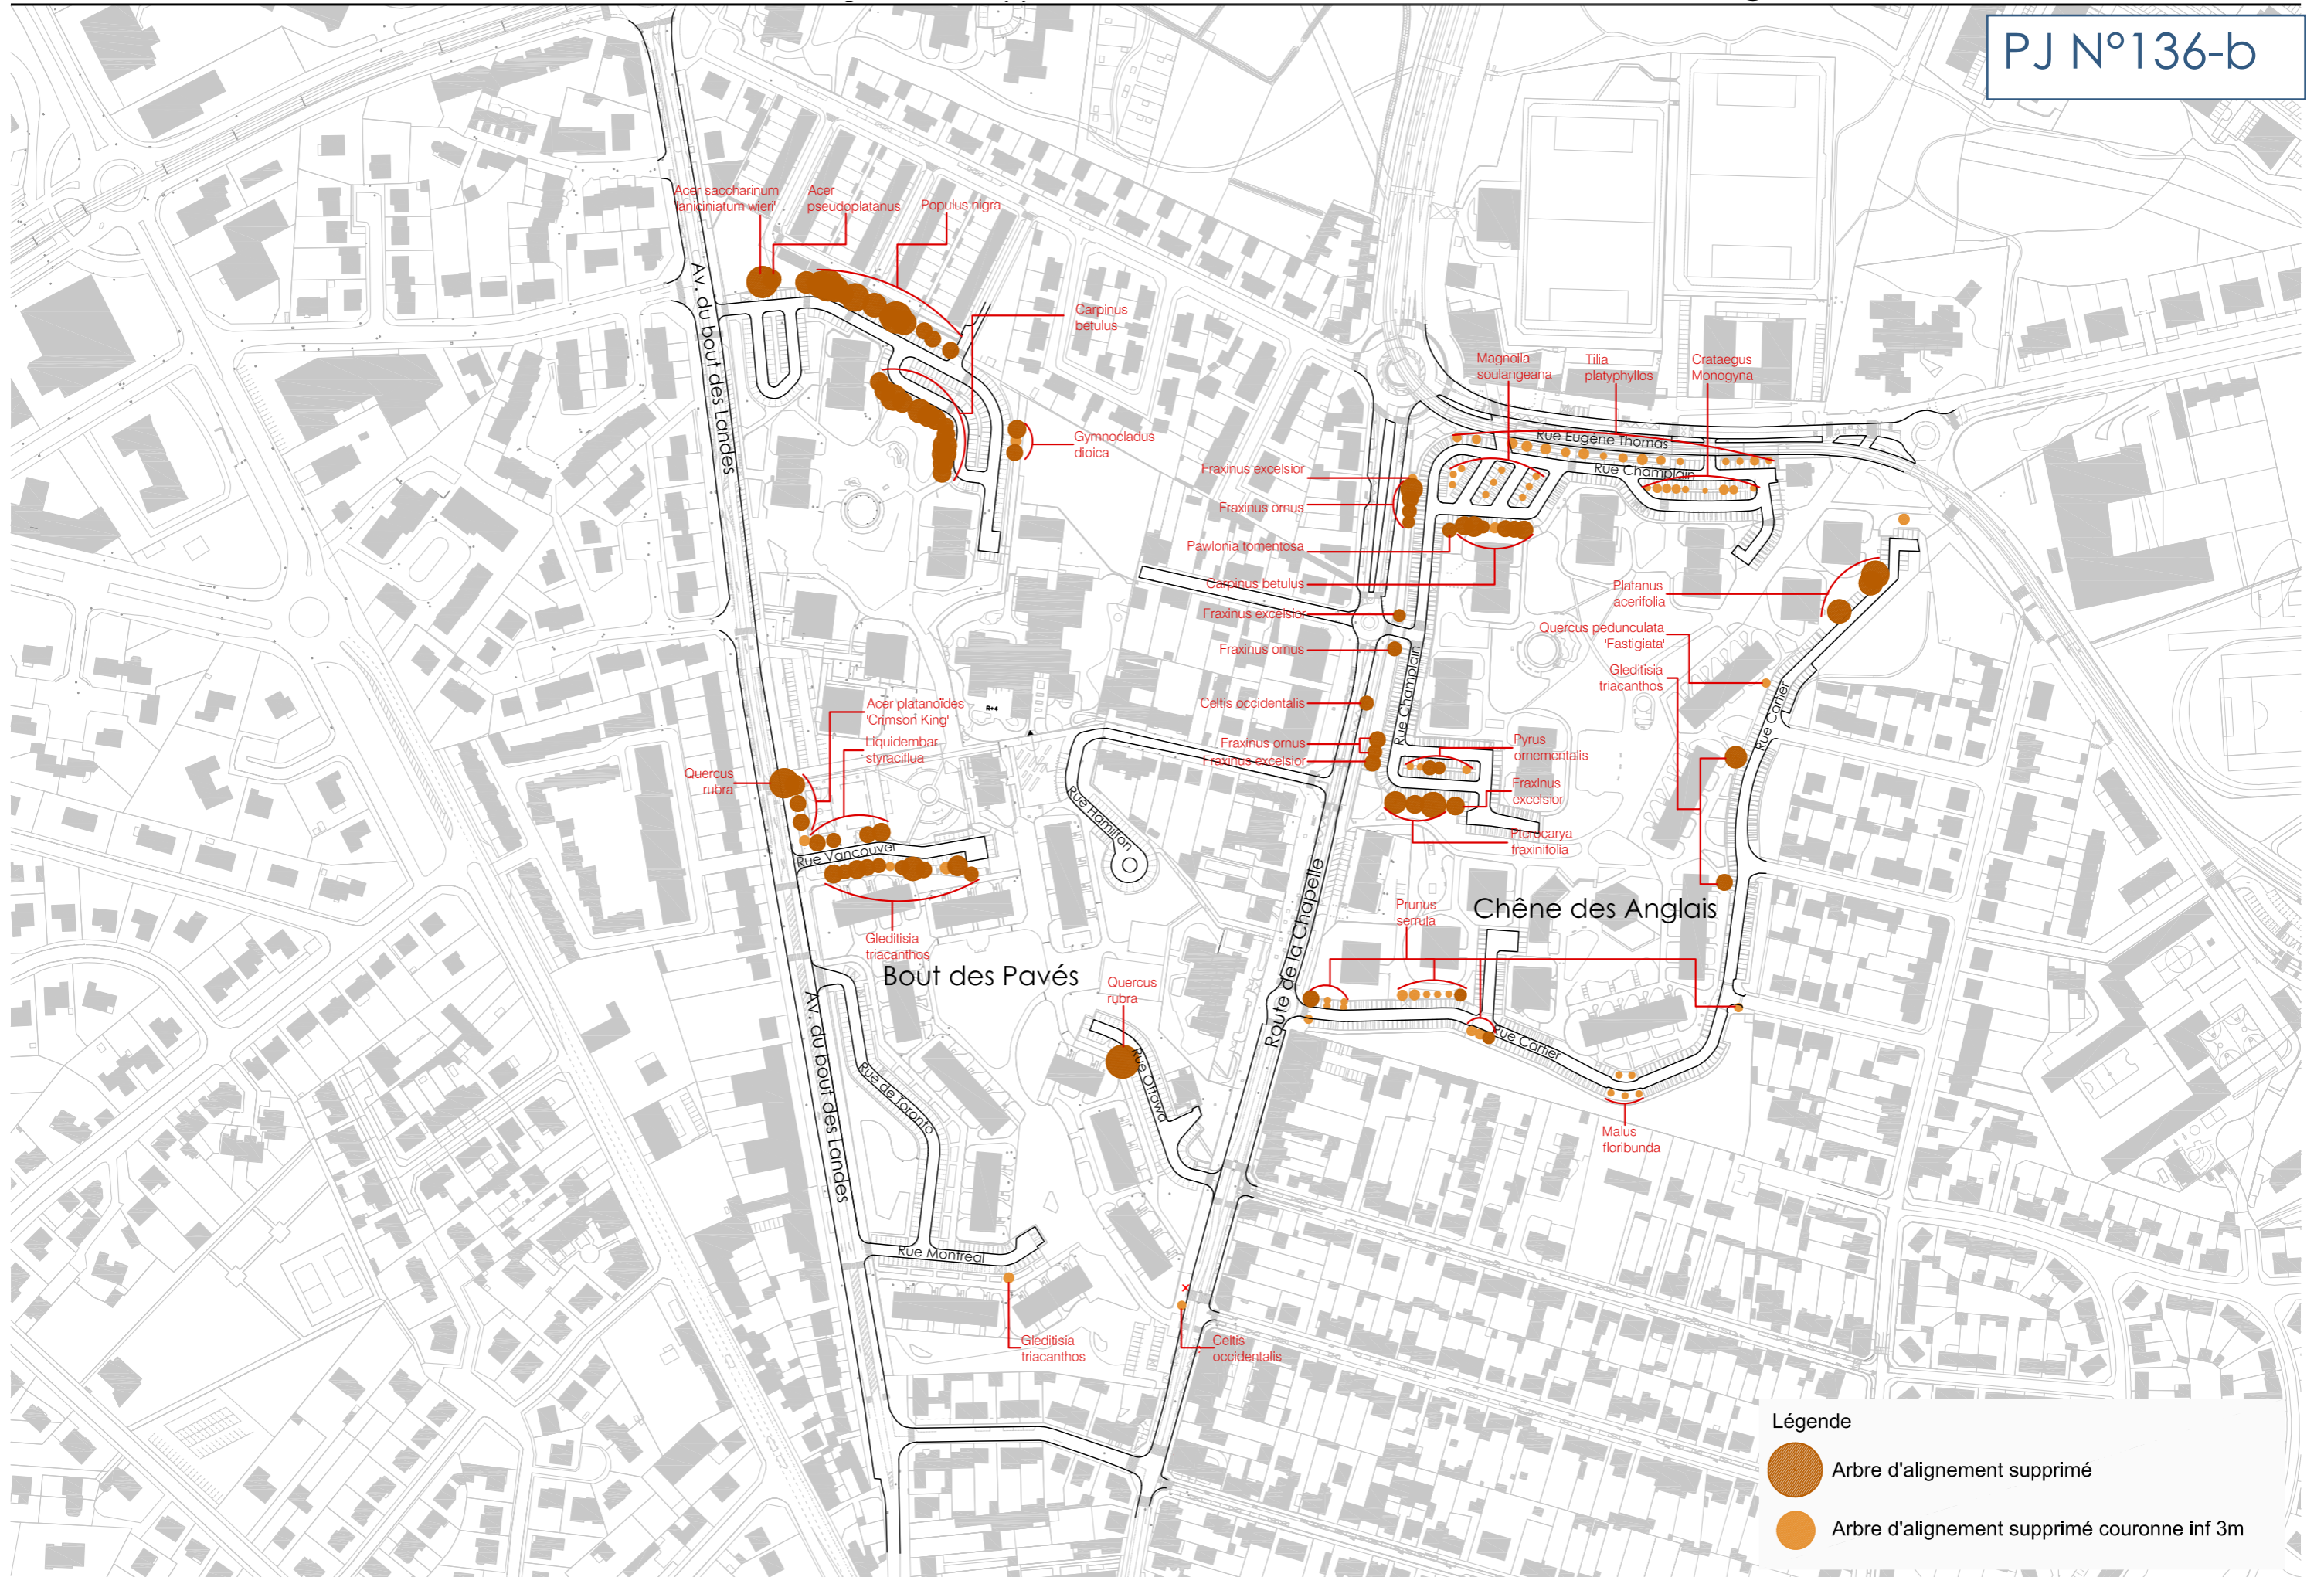 PJ N°136-b
Acer saccharinum
'laniciniatum wieri'
Acer
pseudoplatanus
Populus nigra
Carpinus
betulus
Gymnocladus
dioica
Av. du bout des Landes
Magnolia
soulangeana
Tilia
platyphyllos
Crataegus
Monogyna
Rue Eugène Thomas
Rue Champlain
Fraxinus excelsior
Fraxinus ornus
Pawlonia tomentosa
Carpinus betulus
Fraxinus excelsior
Fraxinus ornus
Celtis occidentalis
Fraxinus ornus
Fraxinus excelsior
Rue Champlain
Platanus
acerifolia
Quercus pedunculata
'Fastigiata'
Gleditisia
triacanthos
Rue Cartier
Pyrus
ornementalis
Fraxinus
excelsior
Pterocarya
fraxinifolia
R+4
Acer platanoïdes
'Crimson King'
Liquidembar
styraciflua
Quercus
rubra
Rue Vancouver
Rue Hamilton
Gleditisia
triacanthos
Bout des Pavés
Route de la Chapelle
Prunus
serrula
Chêne des Anglais
Quercus
rubra
Rue Ottawa
Rue Cartier
Malus
floribunda
Av. du bout des Landes
Rue de Toronto
Rue Montréal
Gleditisia
triacanthos
Celtis
occidentalis
Légende
Arbre d'alignement supprimé
Arbre d'alignement supprimé couronne inf 3m